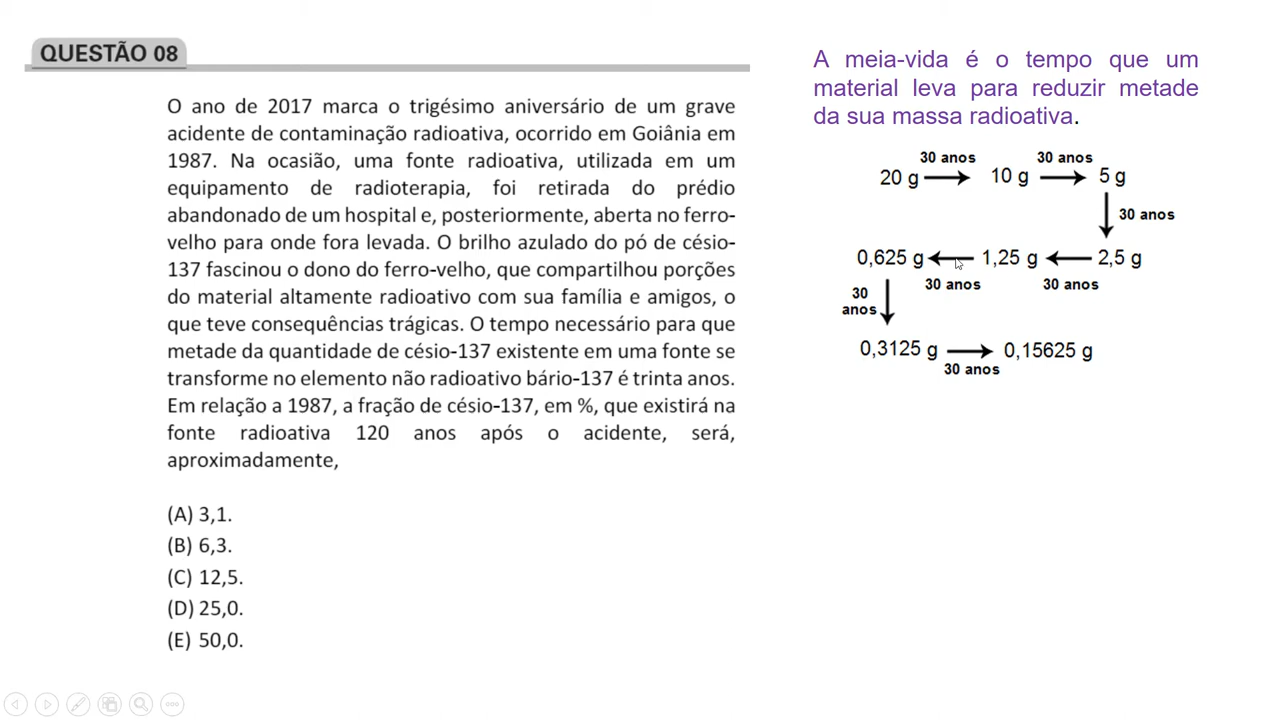 QUESTÃO 08
O ano de 2017 marca o trigésimo aniversário de um grave
acidente de contaminação radioativa, ocorrido em Goiânia em
1987. Na ocasião, uma fonte radioativa, utilizada em um
equipamento de radioterapia, foi retirada do prédio
abandonado de um hospital e, posteriormente, aberta no ferro-
velho para onde fora levada. O brilho azulado do pó de césio-
137 fascinou o dono do ferro-velho, que compartilhou porções
do material altamente radioativo com sua família e amigos, o
que teve consequências trágicas. O tempo necessário para que
metade da quantidade de césio-137 existente em uma fonte se
transforme no elemento não radioativo bário-137 é trinta anos.
Em relação a 1987, a fração de césio-137, em %, que existirá na
fonte radioativa 120 anos após o acidente, será,
aproximadamente,
(A) 3,1.
(B) 6,3.
(C) 12,5.
(D) 25,0.
(E) 50,0.
A meia-vida é o tempo que um
material leva para reduzir metade
da sua massa radioativa.
30 anos 30 anos
20 g 10 g 5 g
30 anos
0,625 g 1,25 g 2,5 g
30 anos 30 anos
30
anos
0,3125 g 0,15625 g
30 anos